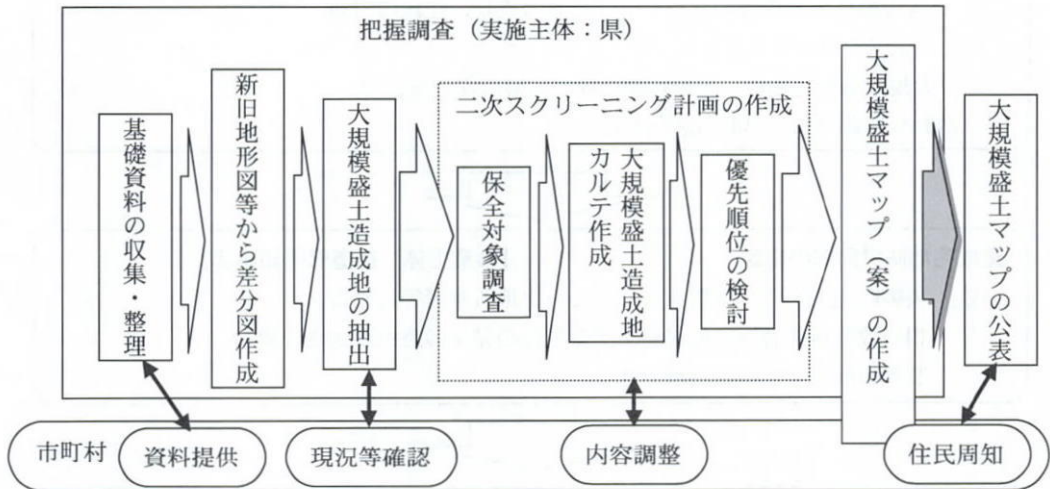 把握調査（実施主体：県）
基礎資料の収集・整理
新旧地形図等から差分図作成
大規模盛土造成地の抽出
二次スクリーニング計画の作成
保全対象調査
大規模盛土造成地
カルテ作成
優先順位の検討
大規模盛土マップ（案）の作成
大規模盛土マップの公表
市町村
資料提供
現況等確認
内容調整
住民周知